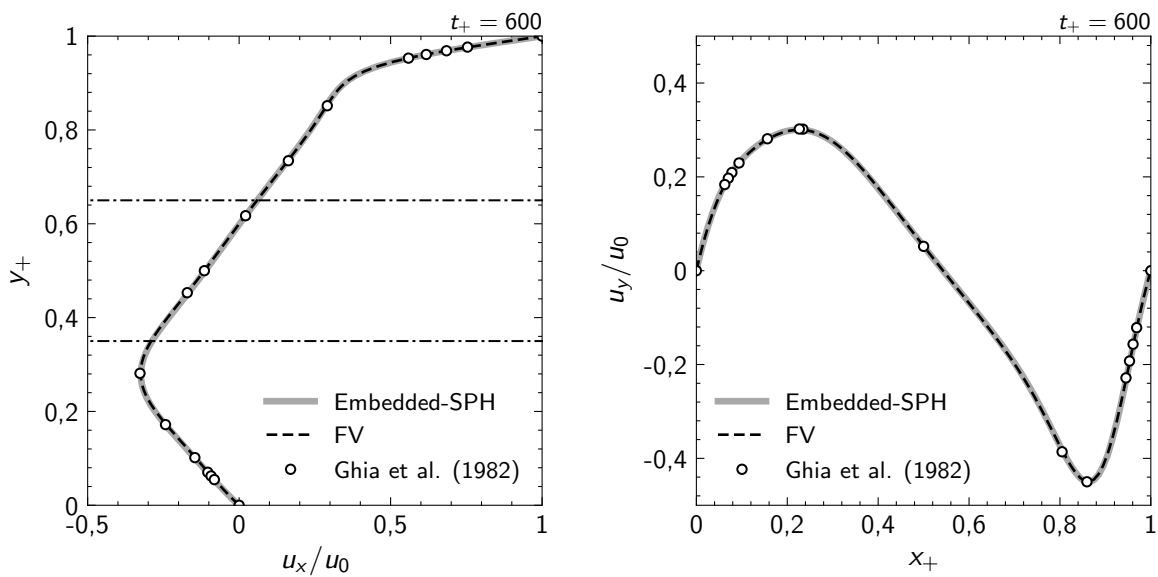 t₊ = 600
1
0,8
0,6
0,4
0,2
0
y₊
Embedded-SPH
FV
Ghia et al. (1982)
-0,5
0
0,5
1
uₓ/u₀
t₊ = 600
0,4
0,2
0
-0,2
-0,4
u_y/u₀
Embedded-SPH
FV
Ghia et al. (1982)
0
0,2
0,4
0,6
0,8
1
x₊